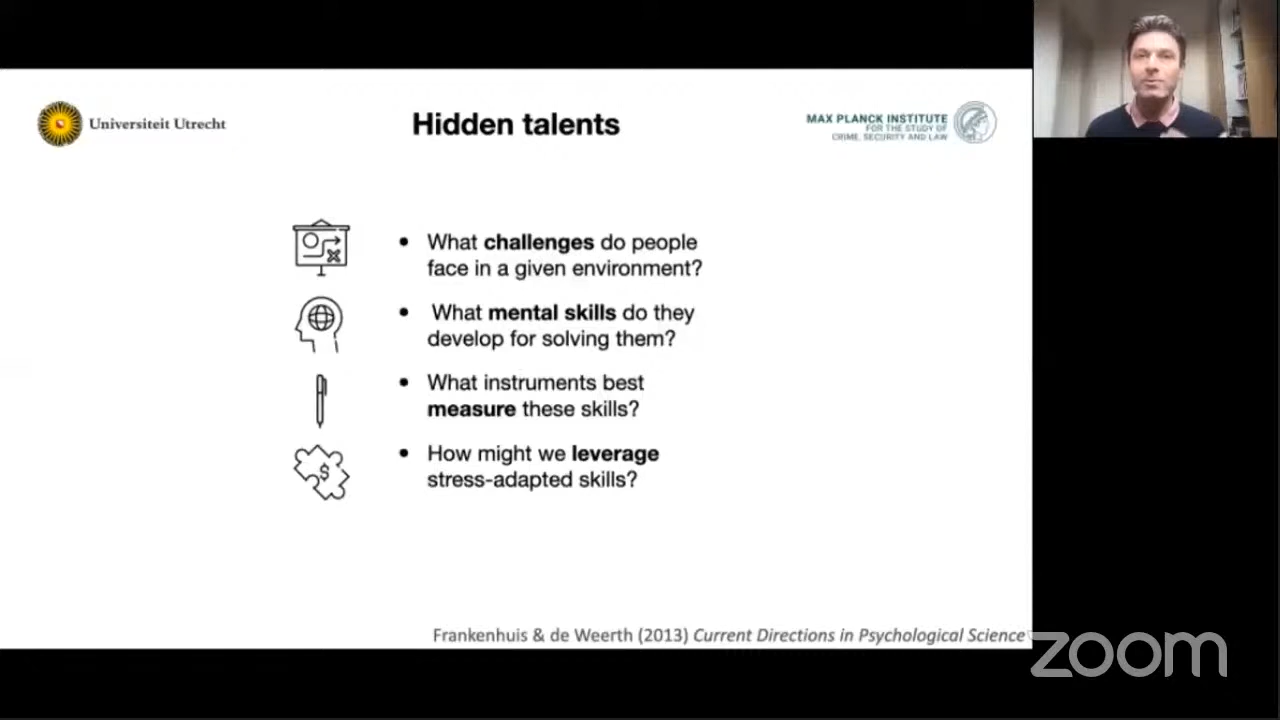 Universiteit Utrecht
Hidden talents
MAX PLANCK INSTITUTE
FOR THE STUDY OF
CRIME, SECURITY AND LAW
• What challenges do people
face in a given environment?
• What mental skills do they
develop for solving them?
• What instruments best
measure these skills?
$
• How might we leverage
stress-adapted skills?
Frankenhuis & de Weerth (2013) Current Directions in Psychological Science
zoom